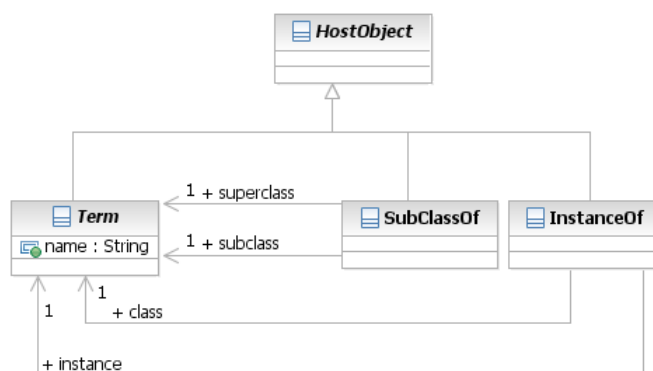 HostObject
1 + superclass
Term
SubClassOf
InstanceOf
name : String
1 + subclass
1
1
+ class
+ instance